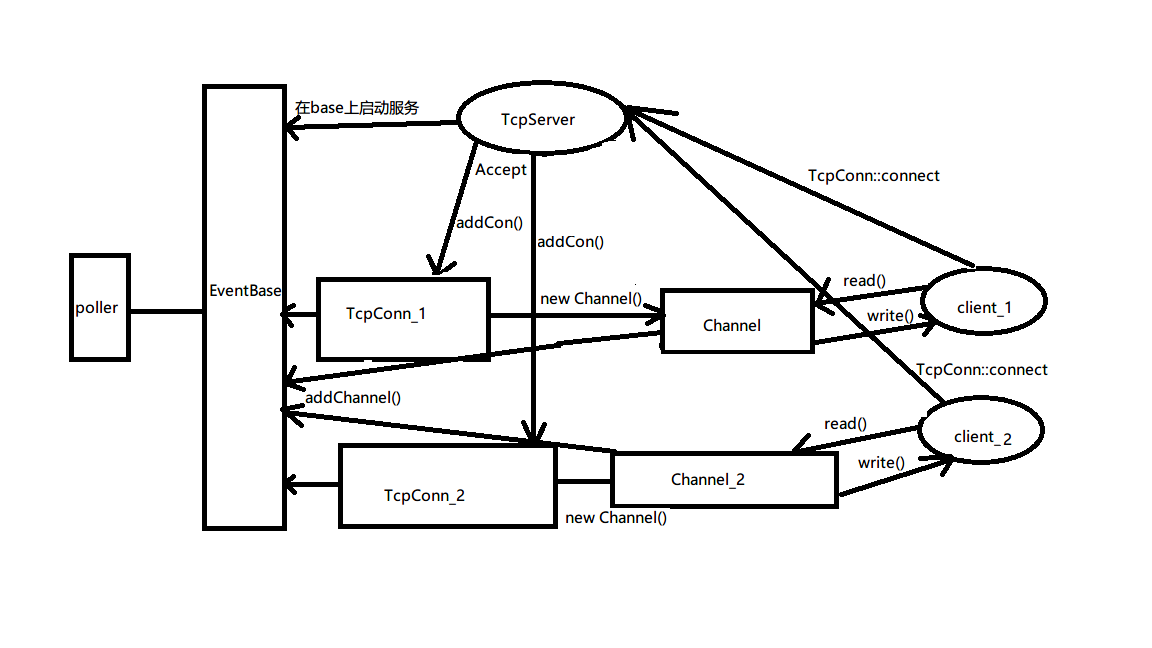 在base上启动服务
TcpServer
Accept
TcpConn::connect
addCon()
addCon()
poller
EventBase
TcpConn_1
new Channel()
Channel
read()
write()
client_1
addChannel()
TcpConn::connect
read()
client_2
write()
TcpConn_2
Channel_2
new Channel()